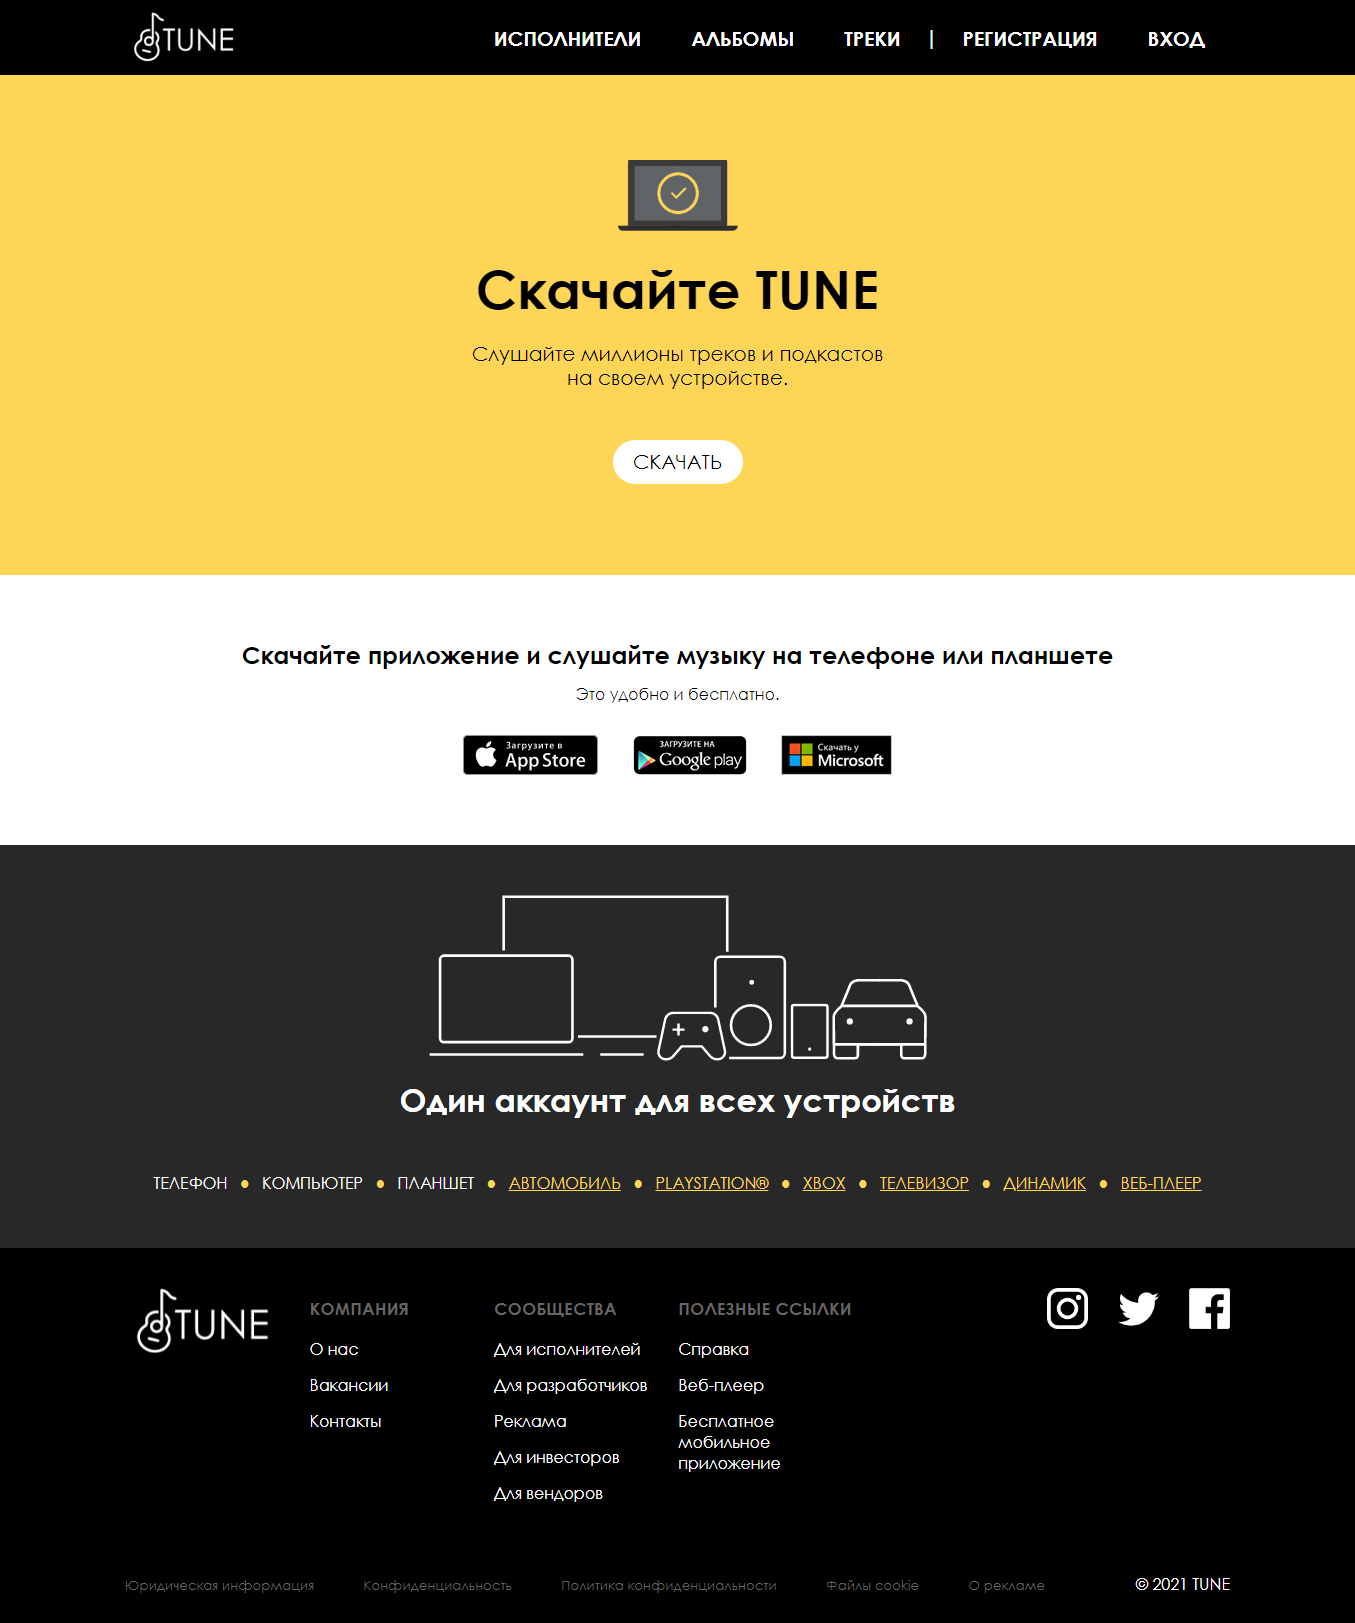 TUNE
ИСПОЛНИТЕЛИ АЛЬБОМЫ ТРЕКИ | РЕГИСТРАЦИЯ ВХОД
Скачайте TUNE
Слушайте миллионы треков и подкастов
на своем устройстве.
СКАЧАТЬ
Скачайте приложение и слушайте музыку на телефоне или планшете
Это удобно и бесплатно.
Загрузите в
App Store
ЗАГРУЗИТЕ НА
Google play
Скачать у
Microsoft
Один аккаунт для всех устройств
ТЕЛЕФОН ● КОМПЬЮТЕР ● ПЛАНШЕТ ● АВТОМОБИЛЬ ● PLAYSTATION® ● XBOX ● ТЕЛЕВИЗОР ● ДИНАМИК ● ВЕБ-ПЛЕЕР
TUNE
КОМПАНИЯ
О нас
Вакансии
Контакты
СООБЩЕСТВА
Для исполнителей
Для разработчиков
Реклама
Для инвесторов
Для вендоров
ПОЛЕЗНЫЕ ССЫЛКИ
Справка
Веб-плеер
Бесплатное
мобильное
приложение
Юридическая информация Конфиденциальность Политика конфиденциальности Файлы cookie О рекламе © 2021 TUNE